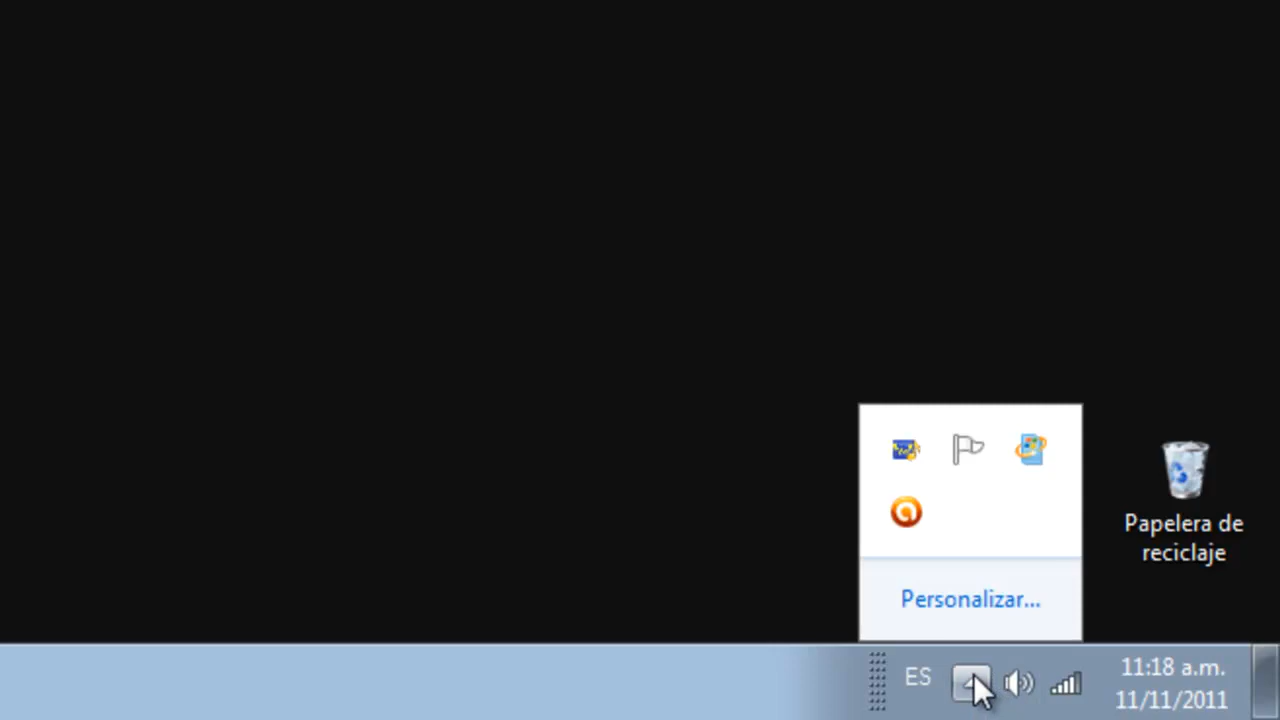 Papelera de
reciclaje
Personalizar...
ES
11:18 a.m.
11/11/2011